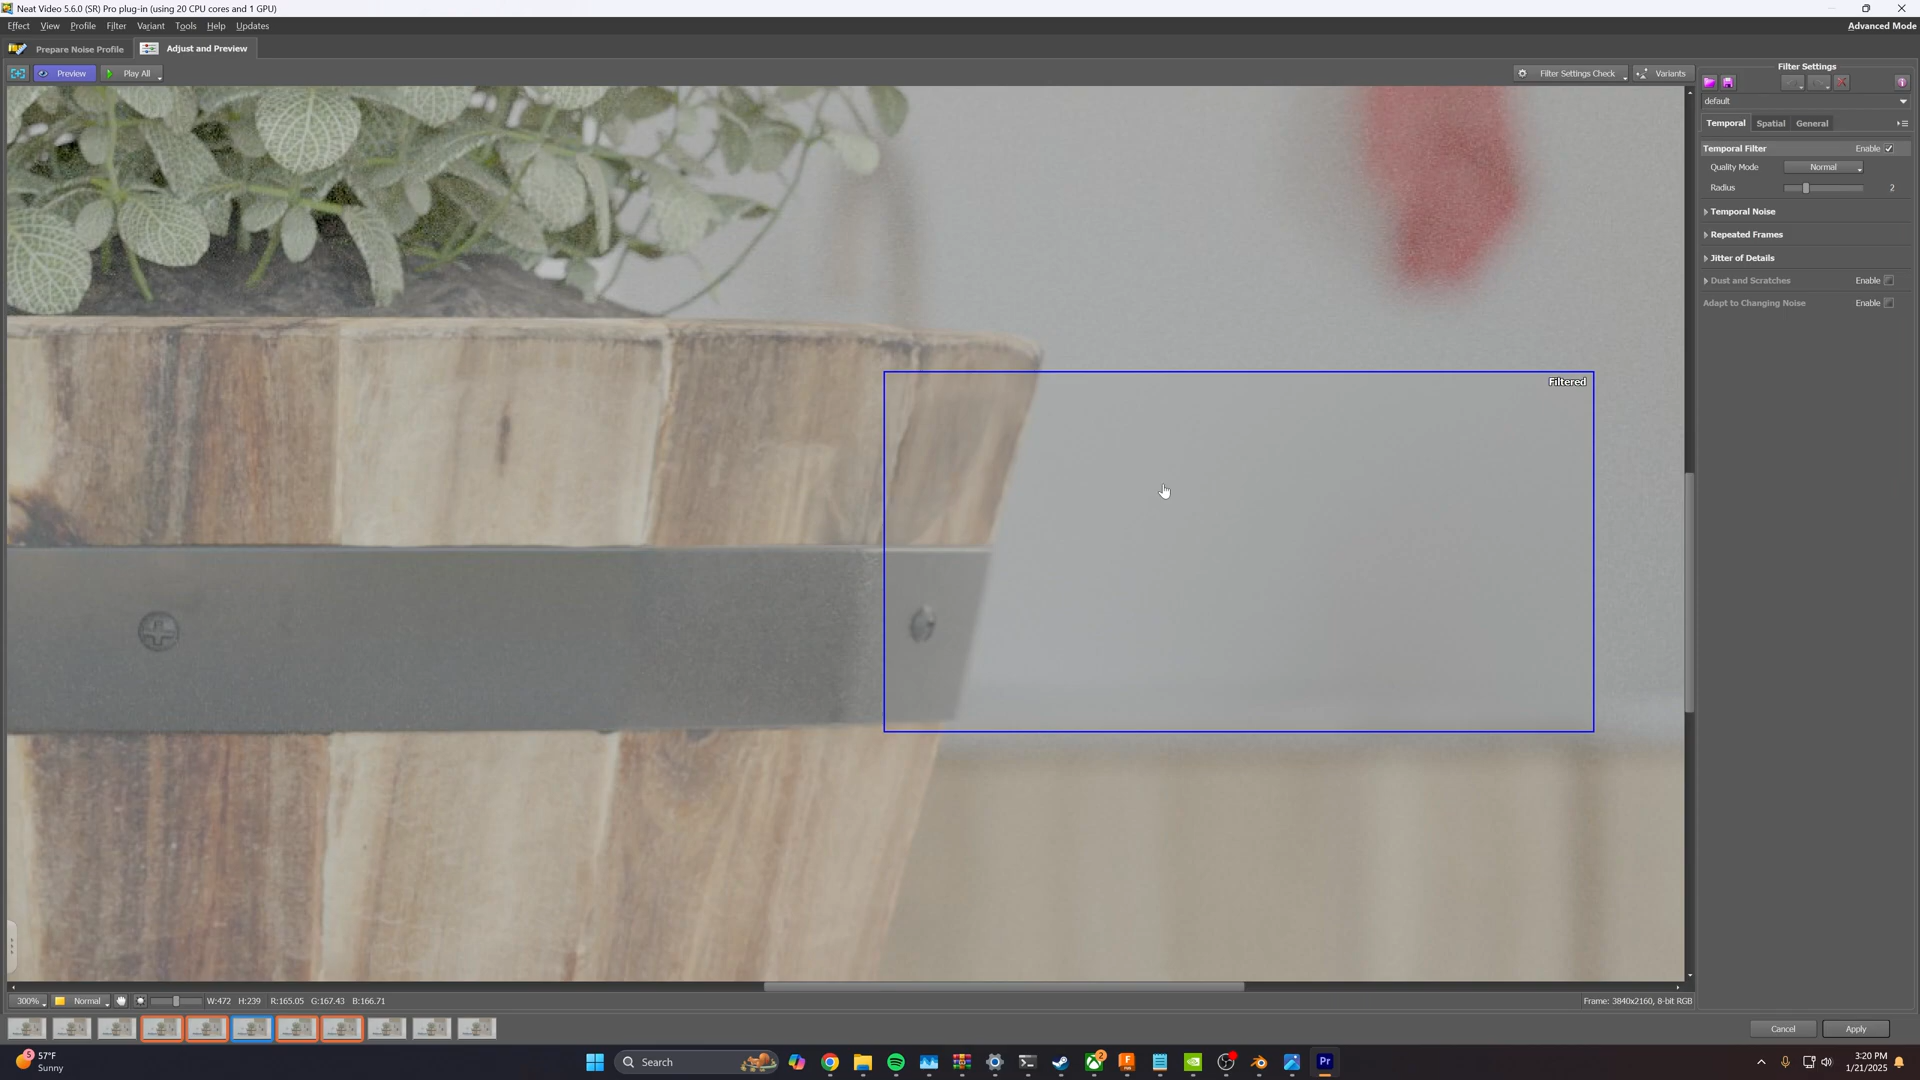 Neat Video 5.6.0 (SR) Pro plug-in (using 20 CPU cores and 1 GPU)
Effect View Profile Filter Variant Tools Help Updates
Advanced Mode
Prepare Noise Profile Adjust and Preview
Preview Play All Filter Settings Check Variants
Filter Settings
default
Temporal Spatial General
Temporal Filter Enable
Quality Mode Normal
Radius 2
Temporal Noise
Repeated Frames
Jitter of Details
Dust and Scratches Enable
Adapt to Changing Noise Enable
Filtered
300% Normal W:472 H:239 R:165.05 G:167.43 B:166.71
Frame: 3840x2160, 8-bit RGB
Cancel Apply
5 57°F
Sunny
Search
2
Pr
3:20 PM
1/21/2025